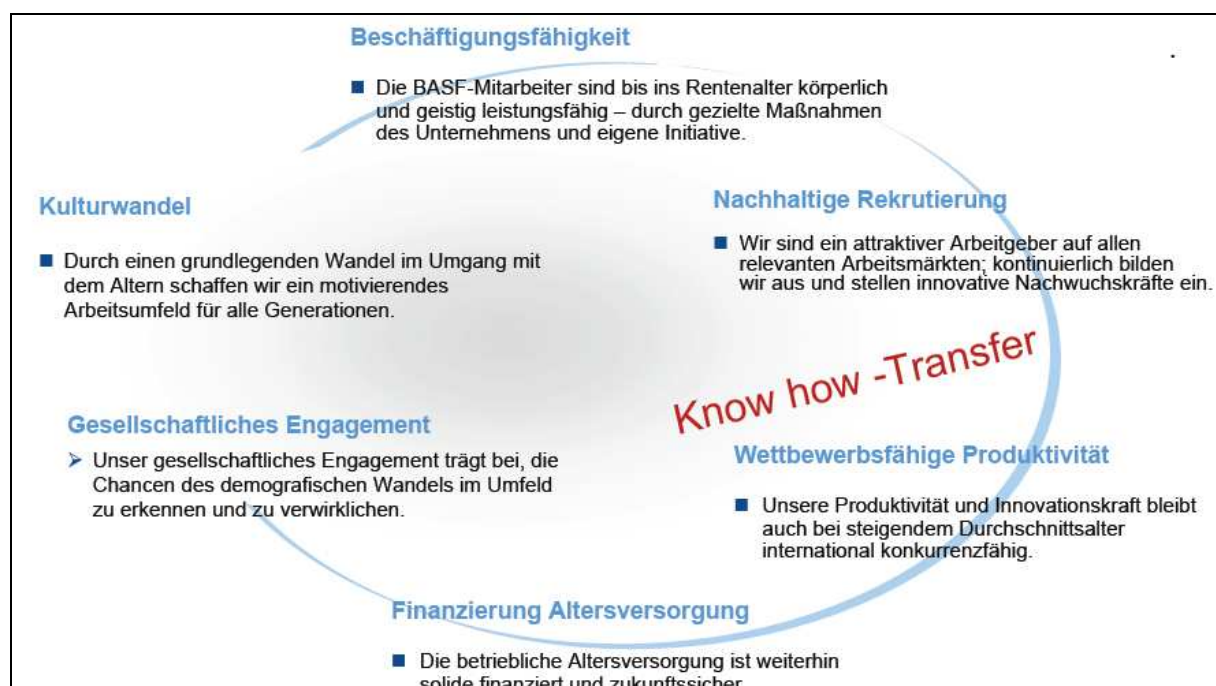 Beschäftigungsfähigkeit
■ Die BASF-Mitarbeiter sind bis ins Rentenalter körperlich
und geistig leistungsfähig – durch gezielte Maßnahmen
des Unternehmens und eigene Initiative.
Kulturwandel
■ Durch einen grundlegenden Wandel im Umgang mit
dem Altern schaffen wir ein motivierendes
Arbeitsumfeld für alle Generationen.
Nachhaltige Rekrutierung
■ Wir sind ein attraktiver Arbeitgeber auf allen
relevanten Arbeitsmärkten; kontinuierlich bilden
wir aus und stellen innovative Nachwuchskräfte ein.
Know how -Transfer
Gesellschaftliches Engagement
➢ Unser gesellschaftliches Engagement trägt bei, die
Chancen des demografischen Wandels im Umfeld
zu erkennen und zu verwirklichen.
Wettbewerbsfähige Produktivität
■ Unsere Produktivität und Innovationskraft bleibt
auch bei steigendem Durchschnittsalter
international konkurrenzfähig.
Finanzierung Altersversorgung
■ Die betriebliche Altersversorgung ist weiterhin
solide finanziert und zukunftssicher